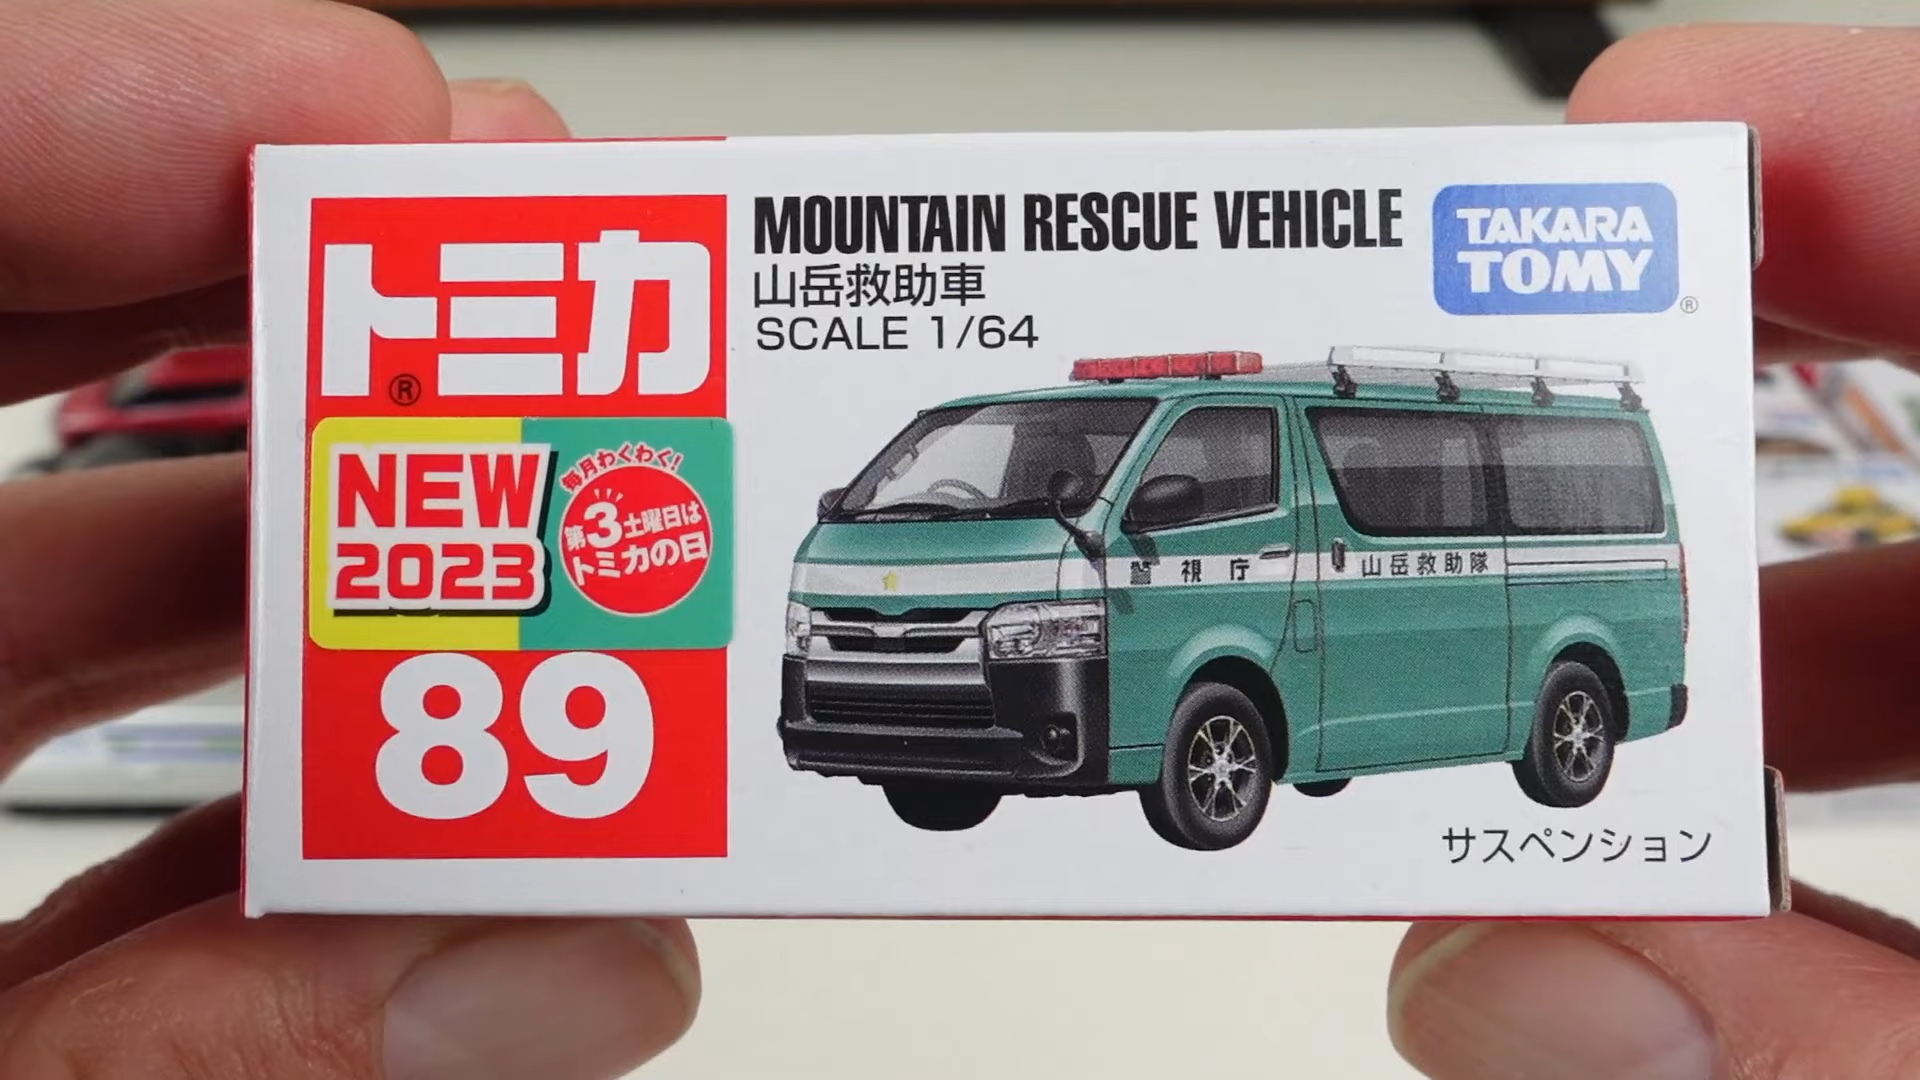 トミカ
®
NEW
2023
毎月わくわく!
第3土曜日は
トミカの日
89
MOUNTAIN RESCUE VEHICLE
山岳救助車
SCALE 1/64
TAKARA
TOMY
®
警視庁
山岳救助隊
サスペンション